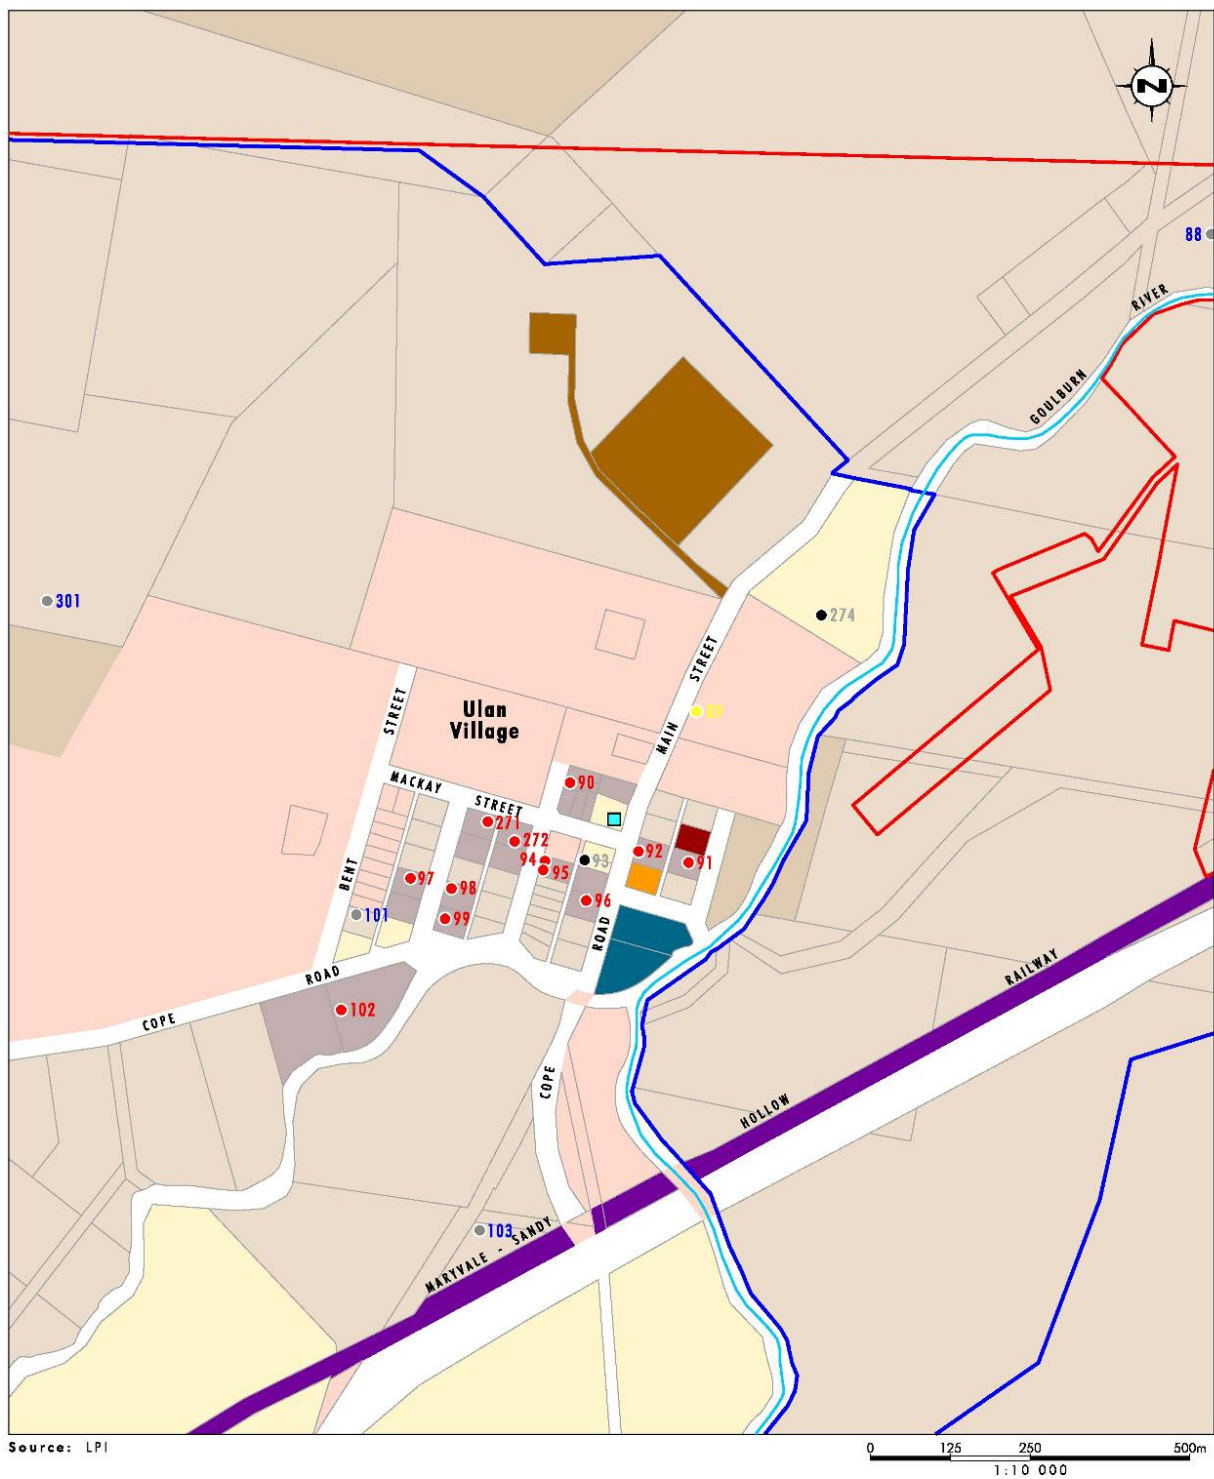 N
88
RIVER
GOULBURN
301
274
STREET
MAIN
89
Ulan
Village
STREET
MACKAY
STREET
90
271
272
94
95
93
92
91
BENT
97
98
99
96
101
ROAD
ROAD
COPE
102
COPE
RAILWAY
HOLLOW
103
MARYVALE - SANDY
Source: LPI
0 125 250 500m
1:10 000